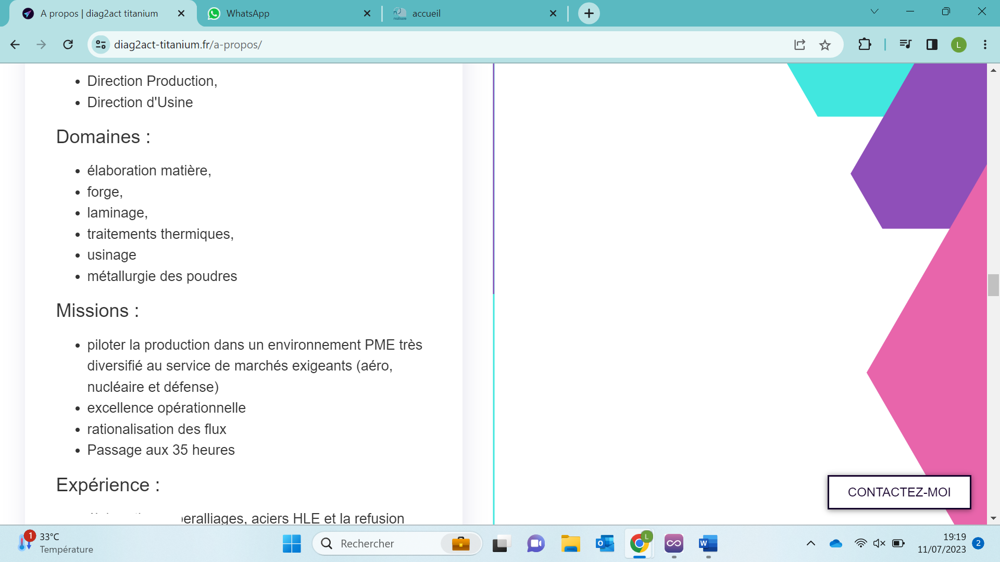 A propos | diag2act titanium
WhatsApp
accueil
diag2act-titanium.fr/a-propos/
L
Direction Production,
Direction d'Usine
Domaines :
élaboration matière,
forge,
laminage,
traitements thermiques,
usinage
métallurgie des poudres
Missions :
piloter la production dans un environnement PME très
diversifié au service de marchés exigeants (aéro,
nucléaire et défense)
excellence opérationnelle
rationalisation des flux
Passage aux 35 heures
Expérience :
aciers HLE et la refusion
CONTACTEZ-MOI
1
33°C
Température
Rechercher
L
19:19
11/07/2023
2